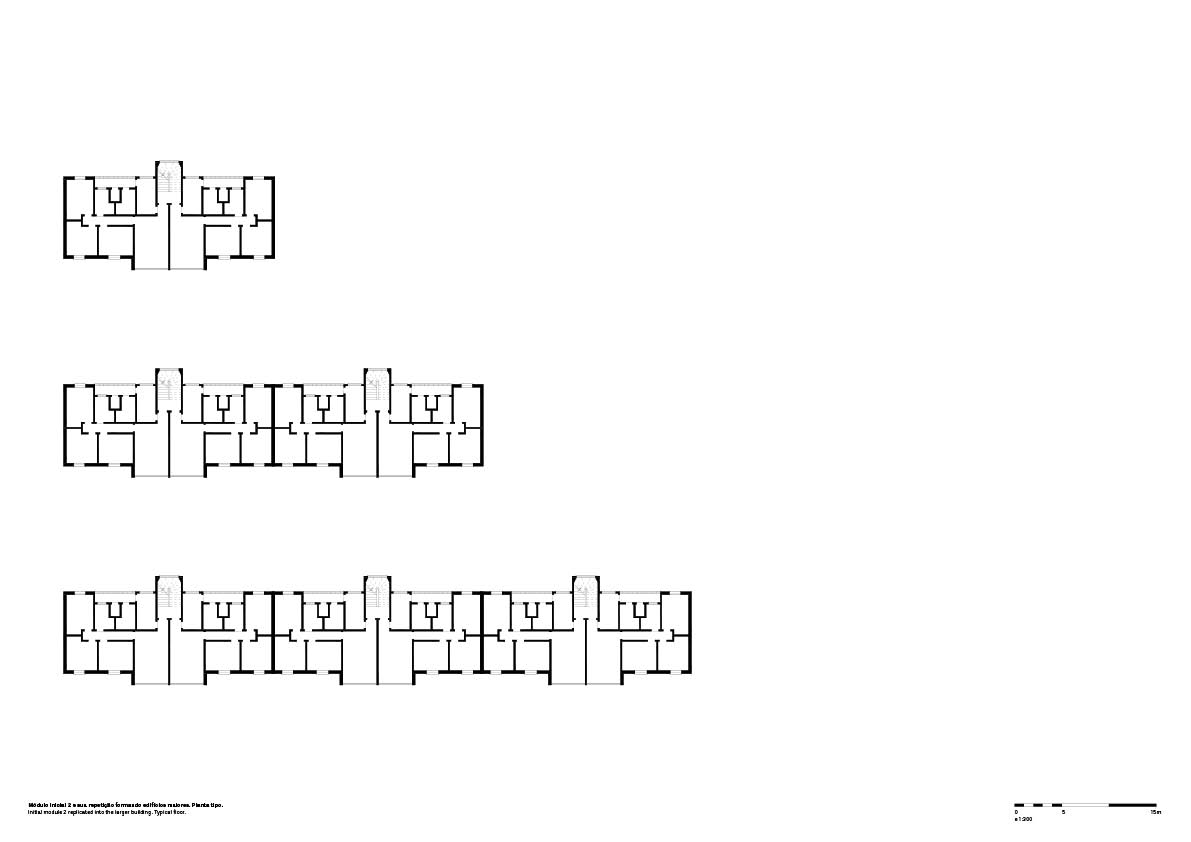 Módulo inicial 2 e sua repetição formando edifícios maiores. Planta tipo.
Initial module 2 replicated into the larger building. Typical floor.
0 5 15m
e 1:300